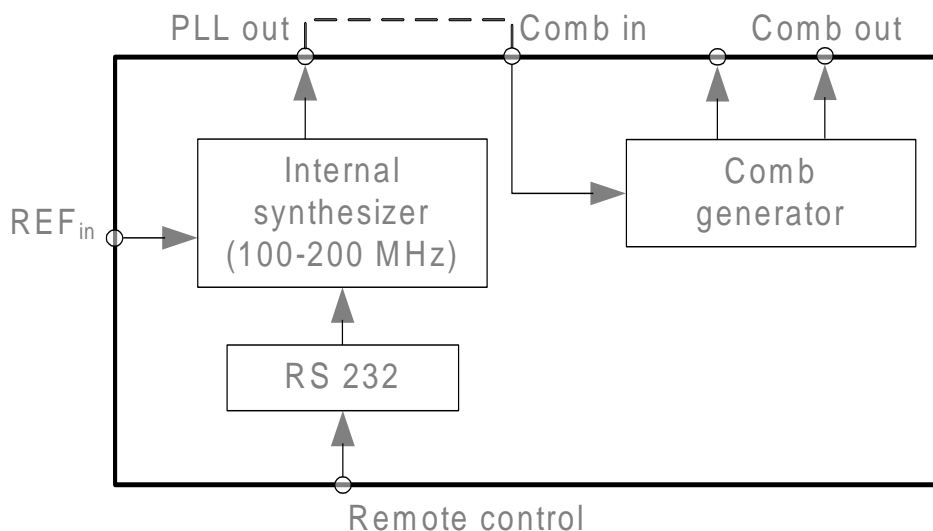 PLL out
Comb in
Comb out
Internal
synthesizer
(100-200 MHz)
Comb
generator
REFin
RS 232
Remote control